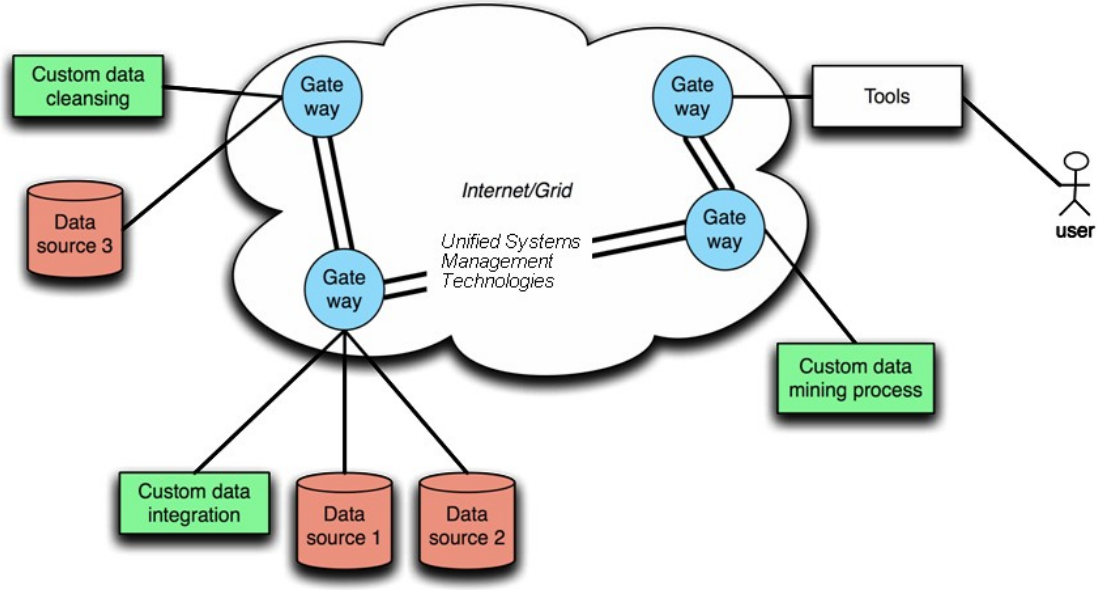 Custom data
cleansing
Gate
way
Gate
way
Tools
Internet/Grid
Data
source 3
Gate
way
user
Unified Systems
Management
Technologies
Gate
way
Custom data
mining process
Custom data
integration
Data
source 1
Data
source 2